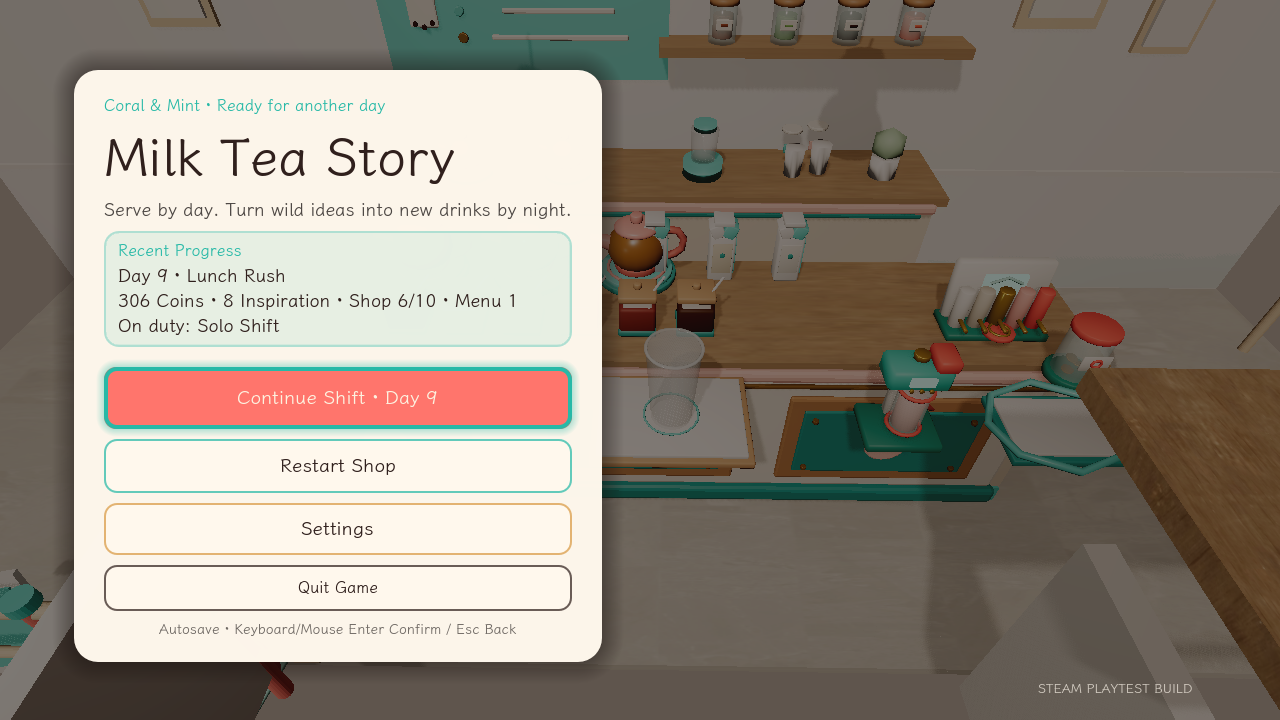 Coral & Mint • Ready for another day
Milk Tea Story
Serve by day. Turn wild ideas into new drinks by night.
Recent Progress
Day 9 • Lunch Rush
306 Coins • 8 Inspiration • Shop 6/10 • Menu 1
On duty: Solo Shift
Continue Shift • Day 9
Restart Shop
Settings
Quit Game
Autosave • Keyboard/Mouse Enter Confirm / Esc Back
STEAM PLAYTEST BUILD